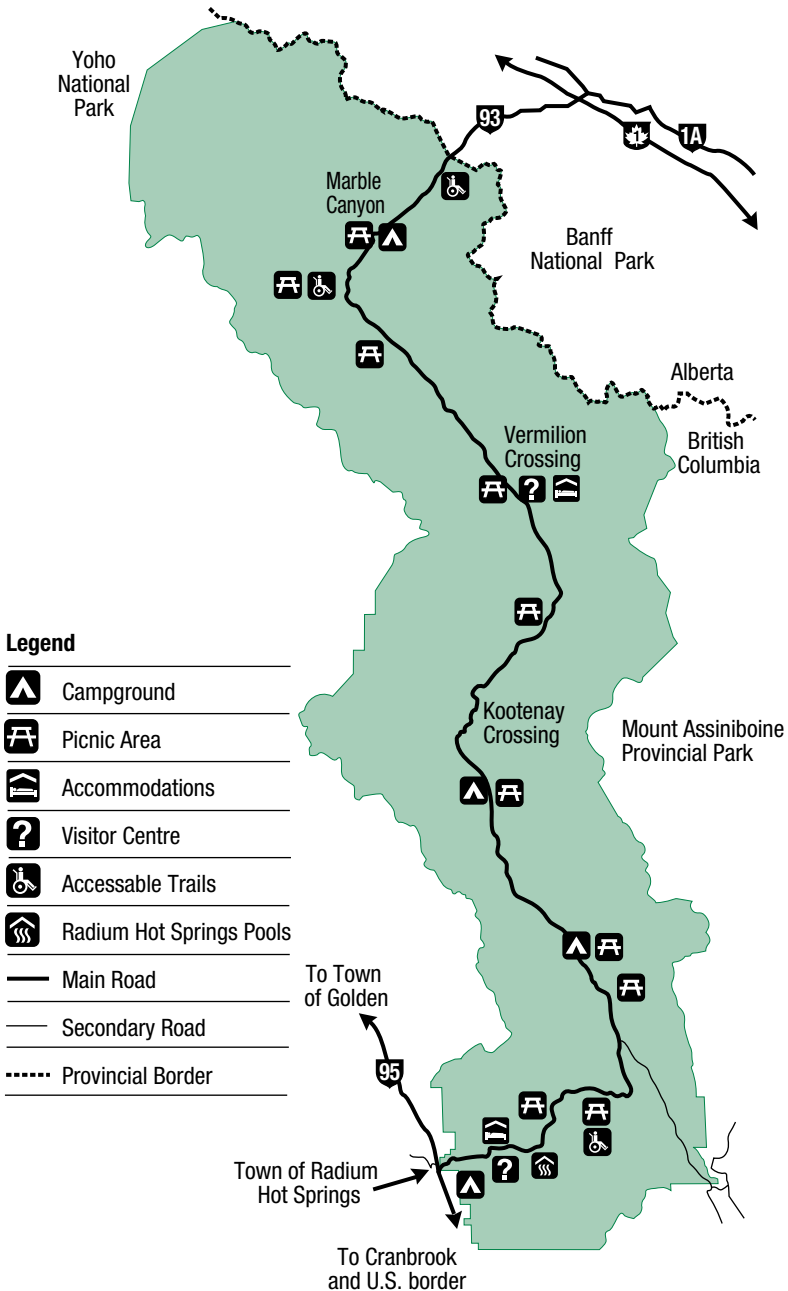 Yoho
National
Park
93
1
1A
Marble
Canyon
Banff
National Park
Alberta
British
Columbia
Vermilion
Crossing
?
Legend
Campground
Picnic Area
Accommodations
? Visitor Centre
Accessable Trails
Radium Hot Springs Pools
Main Road
Secondary Road
Provincial Border
Kootenay
Crossing
Mount Assiniboine
Provincial Park
To Town
of Golden
95
Town of Radium
Hot Springs
?
To Cranbrook
and U.S. border